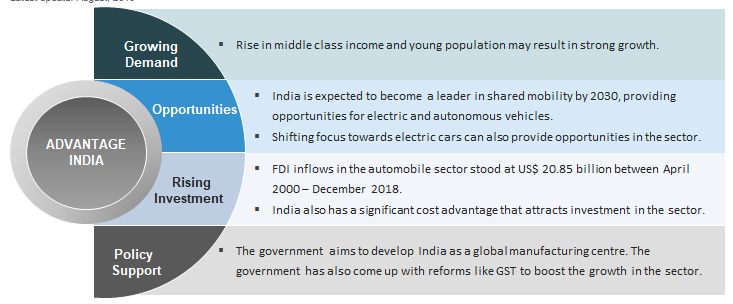 Growing
Demand
Rise in middle class income and young population may result in strong growth.
ADVANTAGE
INDIA
Opportunities
India is expected to become a leader in shared mobility by 2030, providing
opportunities for electric and autonomous vehicles.
Shifting focus towards electric cars can also provide opportunities in the sector.
Rising
Investment
FDI inflows in the automobile sector stood at US$ 20.85 billion between April
2000 – December 2018.
India also has a significant cost advantage that attracts investment in the sector.
Policy
Support
The government aims to develop India as a global manufacturing centre. The
government has also come up with reforms like GST to boost the growth in the sector.